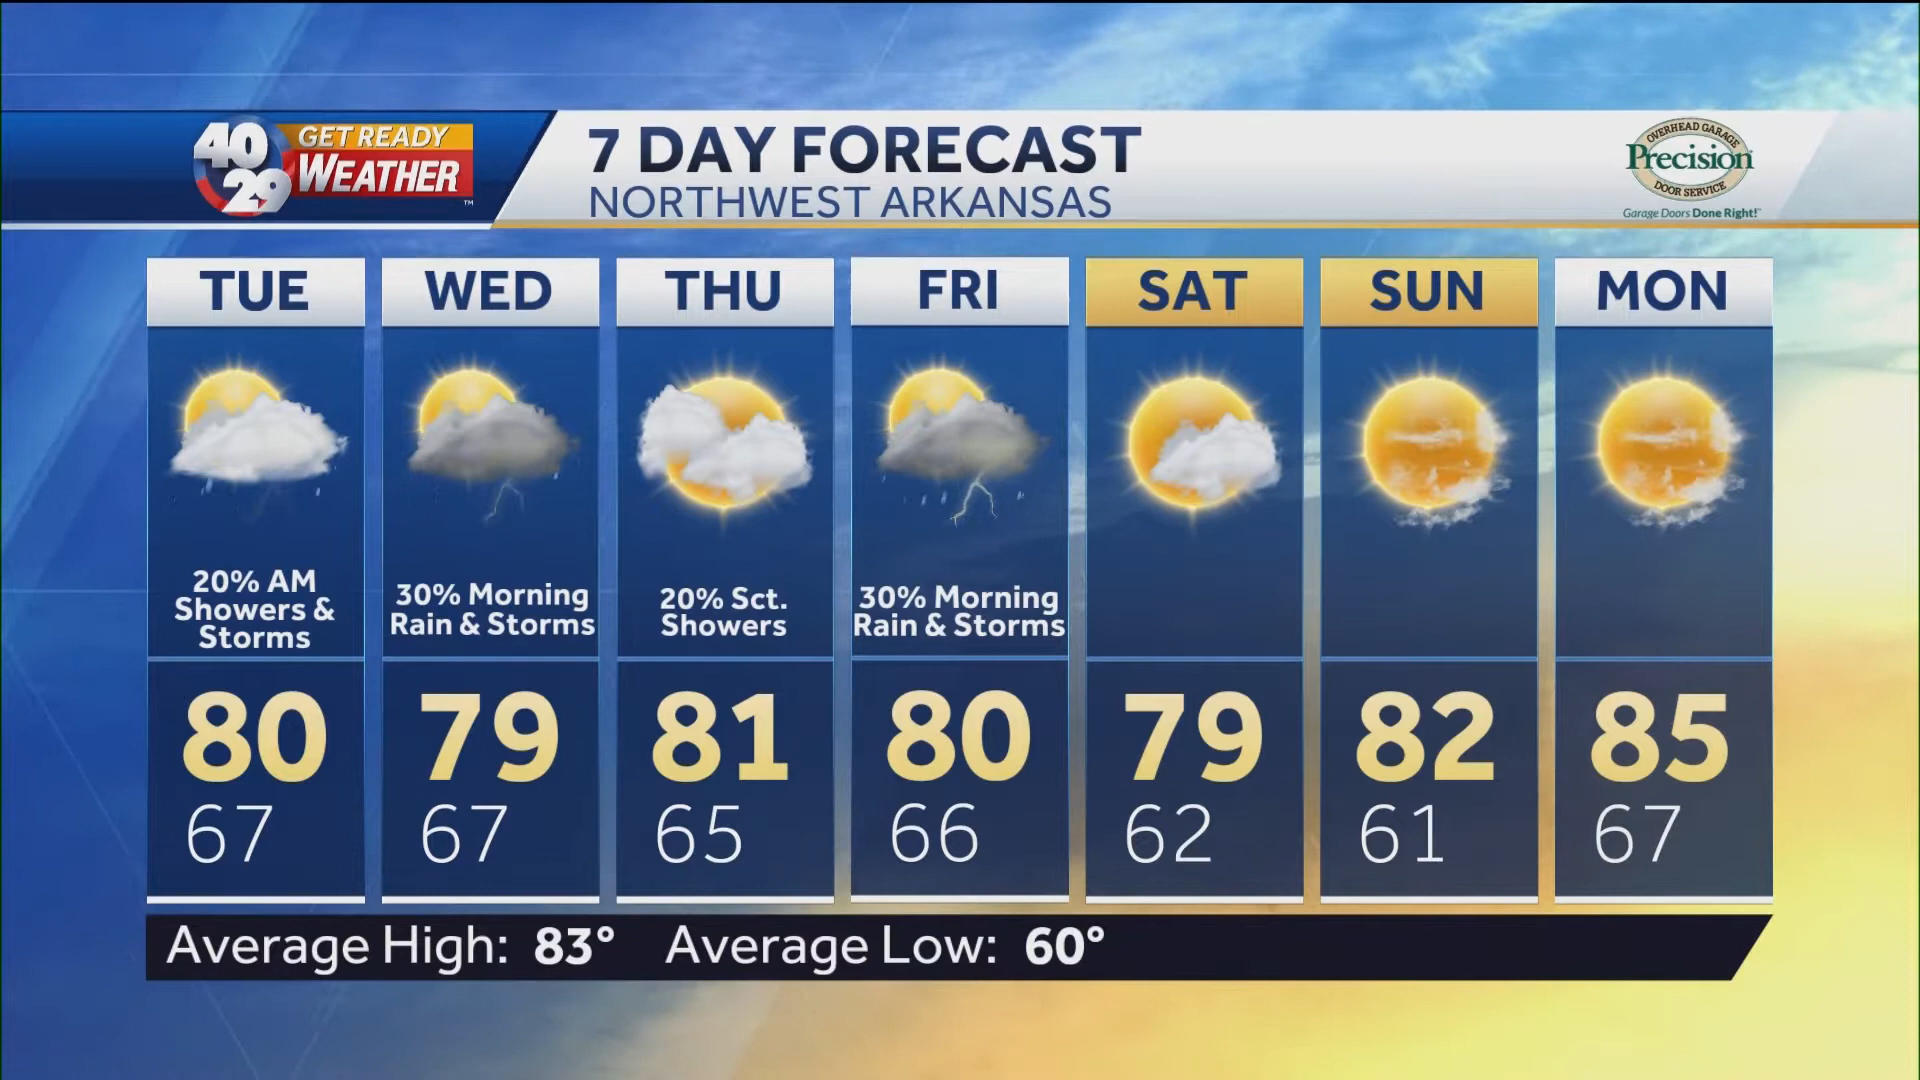 40
29
GET READY
WEATHER
™
7 DAY FORECAST
NORTHWEST ARKANSAS
OVERHEAD GARAGE
Precision
DOOR SERVICE
Garage Doors Done Right!
TUE
WED
THU
FRI
SAT
SUN
MON
20% AM
Showers &
Storms
30% Morning
Rain & Storms
20% Sct.
Showers
30% Morning
Rain & Storms
80
79
81
80
79
82
85
67
67
65
66
62
61
67
Average High: 83° Average Low: 60°